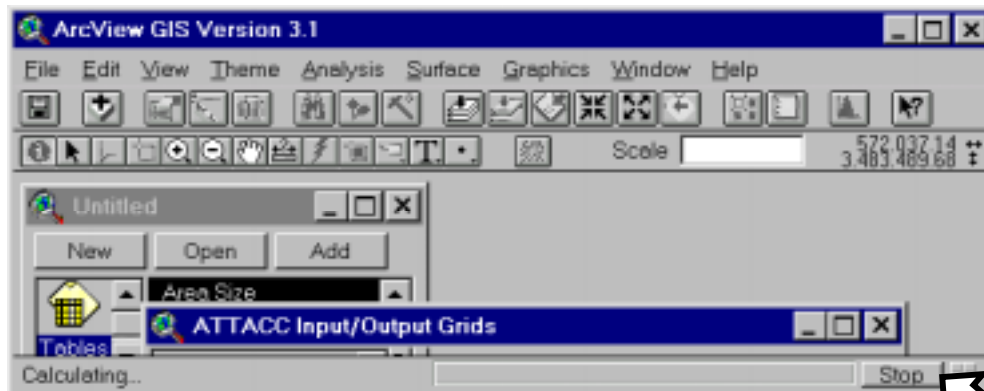 ArcView GIS Version 3.1
File Edit View Theme Analysis Surface Graphics Window Help
Scale
572,037.14
3,483,489.68
Untitled
New Open Add
Area Size
ATTACC Input/Output Grids
Tables
Calculating... Stop